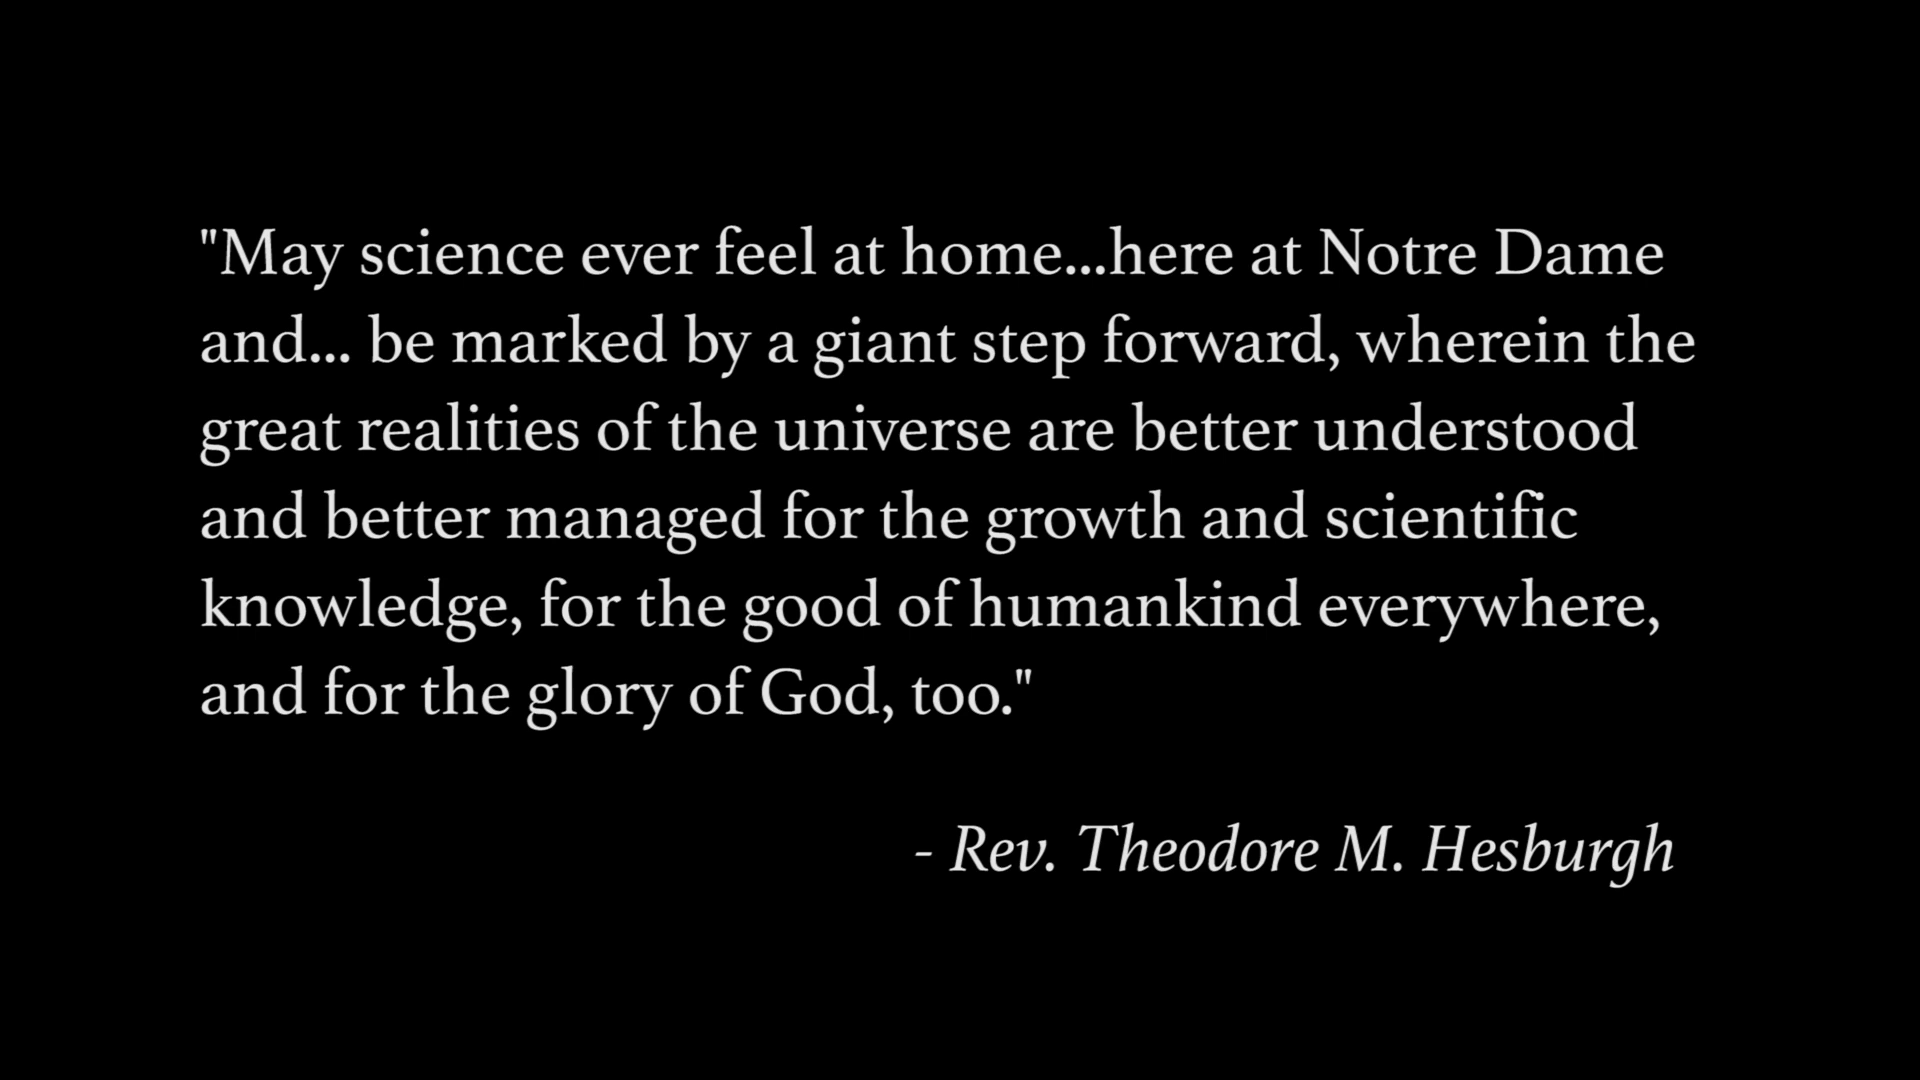 "May science ever feel at home...here at Notre Dame
and... be marked by a giant step forward, wherein the
great realities of the universe are better understood
and better managed for the growth and scientific
knowledge, for the good of humankind everywhere,
and for the glory of God, too."
- Rev. Theodore M. Hesburgh